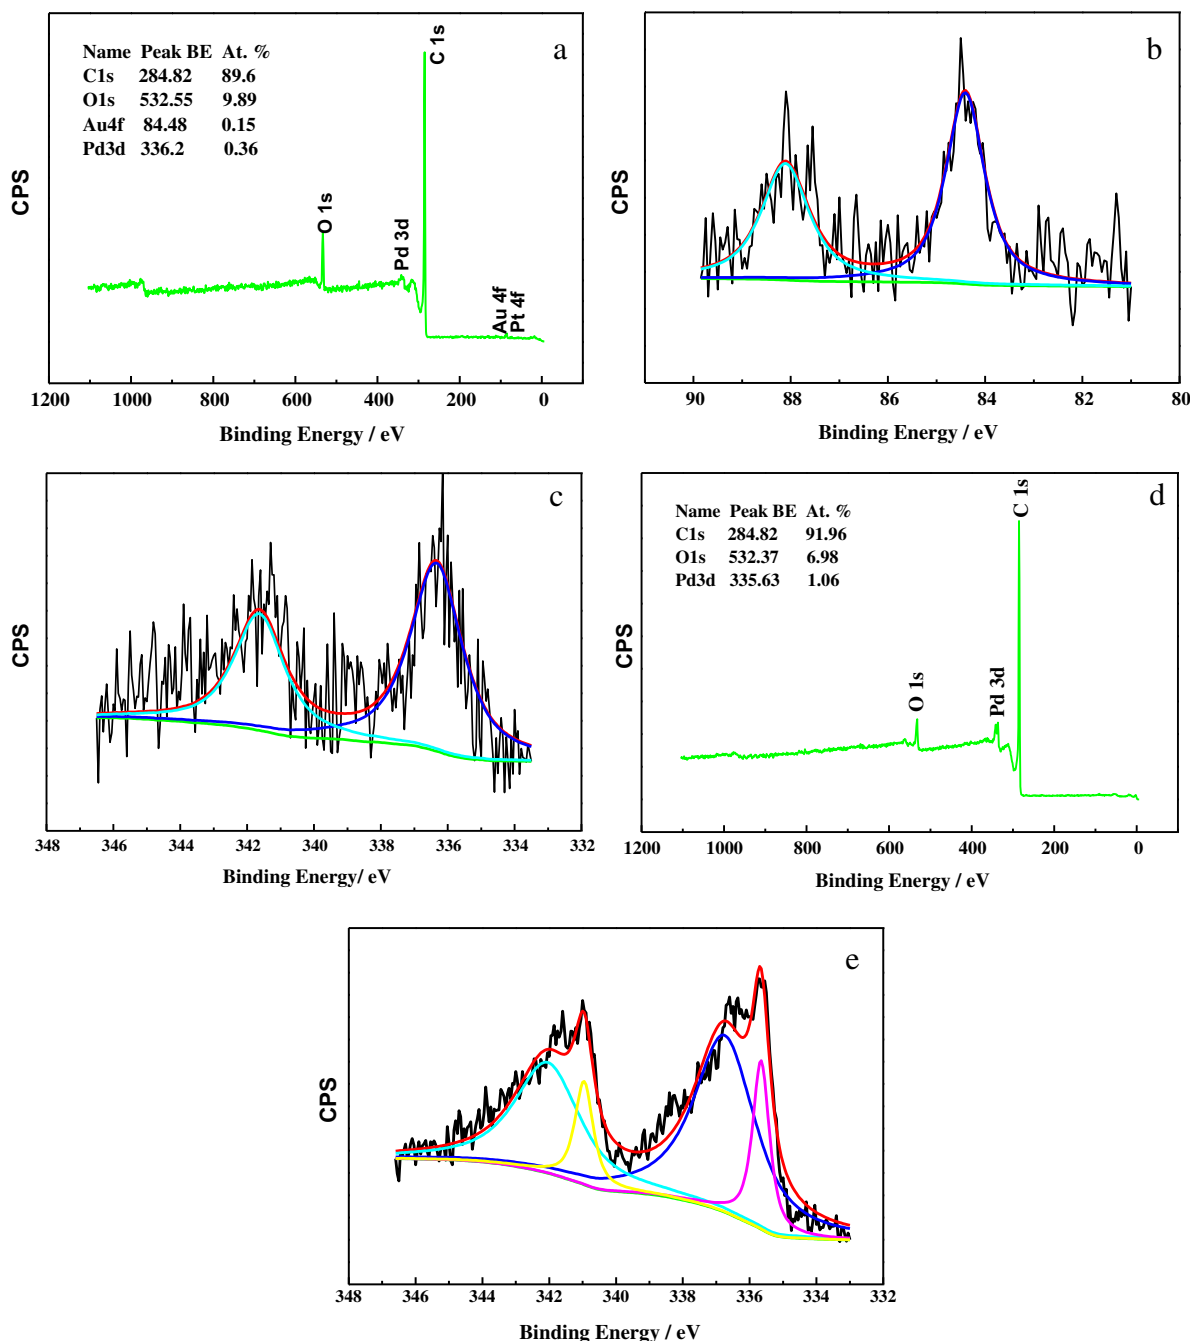 a
Name Peak BE At. %
C1s 284.82 89.6
O1s 532.55 9.89
Au4f 84.48 0.15
Pd3d 336.2 0.36
C 1s
O 1s
Pd 3d
Au 4f
Pt 4f
CPS
1200 1000 800 600 400 200 0
Binding Energy / eV
b
CPS
90 88 86 84 82 80
Binding Energy / eV
c
CPS
348 346 344 342 340 338 336 334 332
Binding Energy/ eV
d
Name Peak BE At. %
C1s 284.82 91.96
O1s 532.37 6.98
Pd3d 335.63 1.06
C 1s
O 1s
Pd 3d
CPS
1200 1000 800 600 400 200 0
Binding Energy / eV
e
CPS
348 346 344 342 340 338 336 334 332
Binding Energy / eV